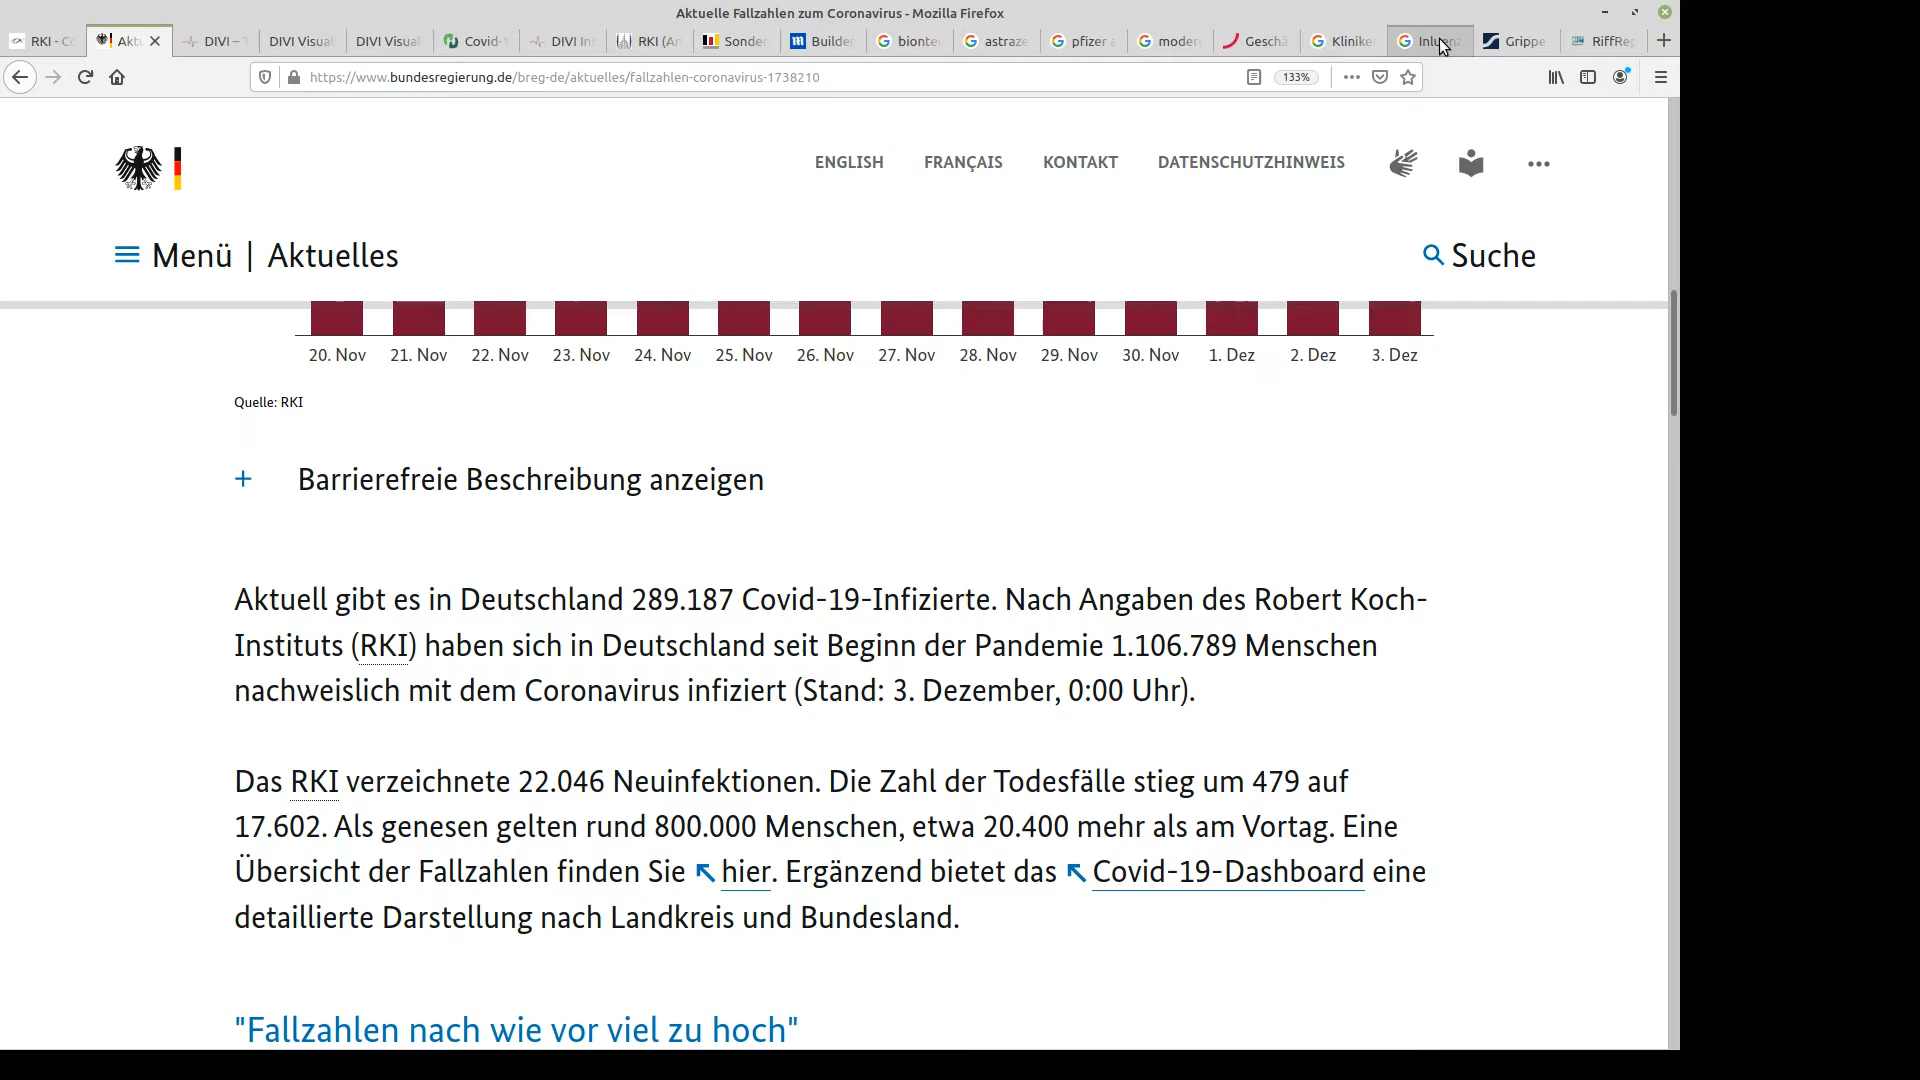 Aktuelle Fallzahlen zum Coronavirus - Mozilla Firefox
RKI - Co
Akt
DIVI –
DIVI Visua
DIVI Visual
Covid-
DIVI In
RKI (Ar
Sonder
Builder
bionte
astraze
pfizer a
moder
Geschä
Klinike
Grippe
RiffRep
https://www.bundesregierung.de/breg-de/aktuelles/fallzahlen-coronavirus-1738210
133%
ENGLISH FRANÇAIS KONTAKT DATENSCHUTZHINWEIS
Menü | Aktuelles
Suche
20. Nov 21. Nov 22. Nov 23. Nov 24. Nov 25. Nov 26. Nov 27. Nov 28. Nov 29. Nov 30. Nov 1. Dez 2. Dez 3. Dez
Quelle: RKI
+ Barrierefreie Beschreibung anzeigen
Aktuell gibt es in Deutschland 289.187 Covid-19-Infizierte. Nach Angaben des Robert Koch-
Instituts (RKI) haben sich in Deutschland seit Beginn der Pandemie 1.106.789 Menschen
nachweislich mit dem Coronavirus infiziert (Stand: 3. Dezember, 0:00 Uhr).
Das RKI verzeichnete 22.046 Neuinfektionen. Die Zahl der Todesfälle stieg um 479 auf
17.602. Als genesen gelten rund 800.000 Menschen, etwa 20.400 mehr als am Vortag. Eine
Übersicht der Fallzahlen finden Sie hier. Ergänzend bietet das Covid-19-Dashboard eine
detaillierte Darstellung nach Landkreis und Bundesland.
"Fallzahlen nach wie vor viel zu hoch"